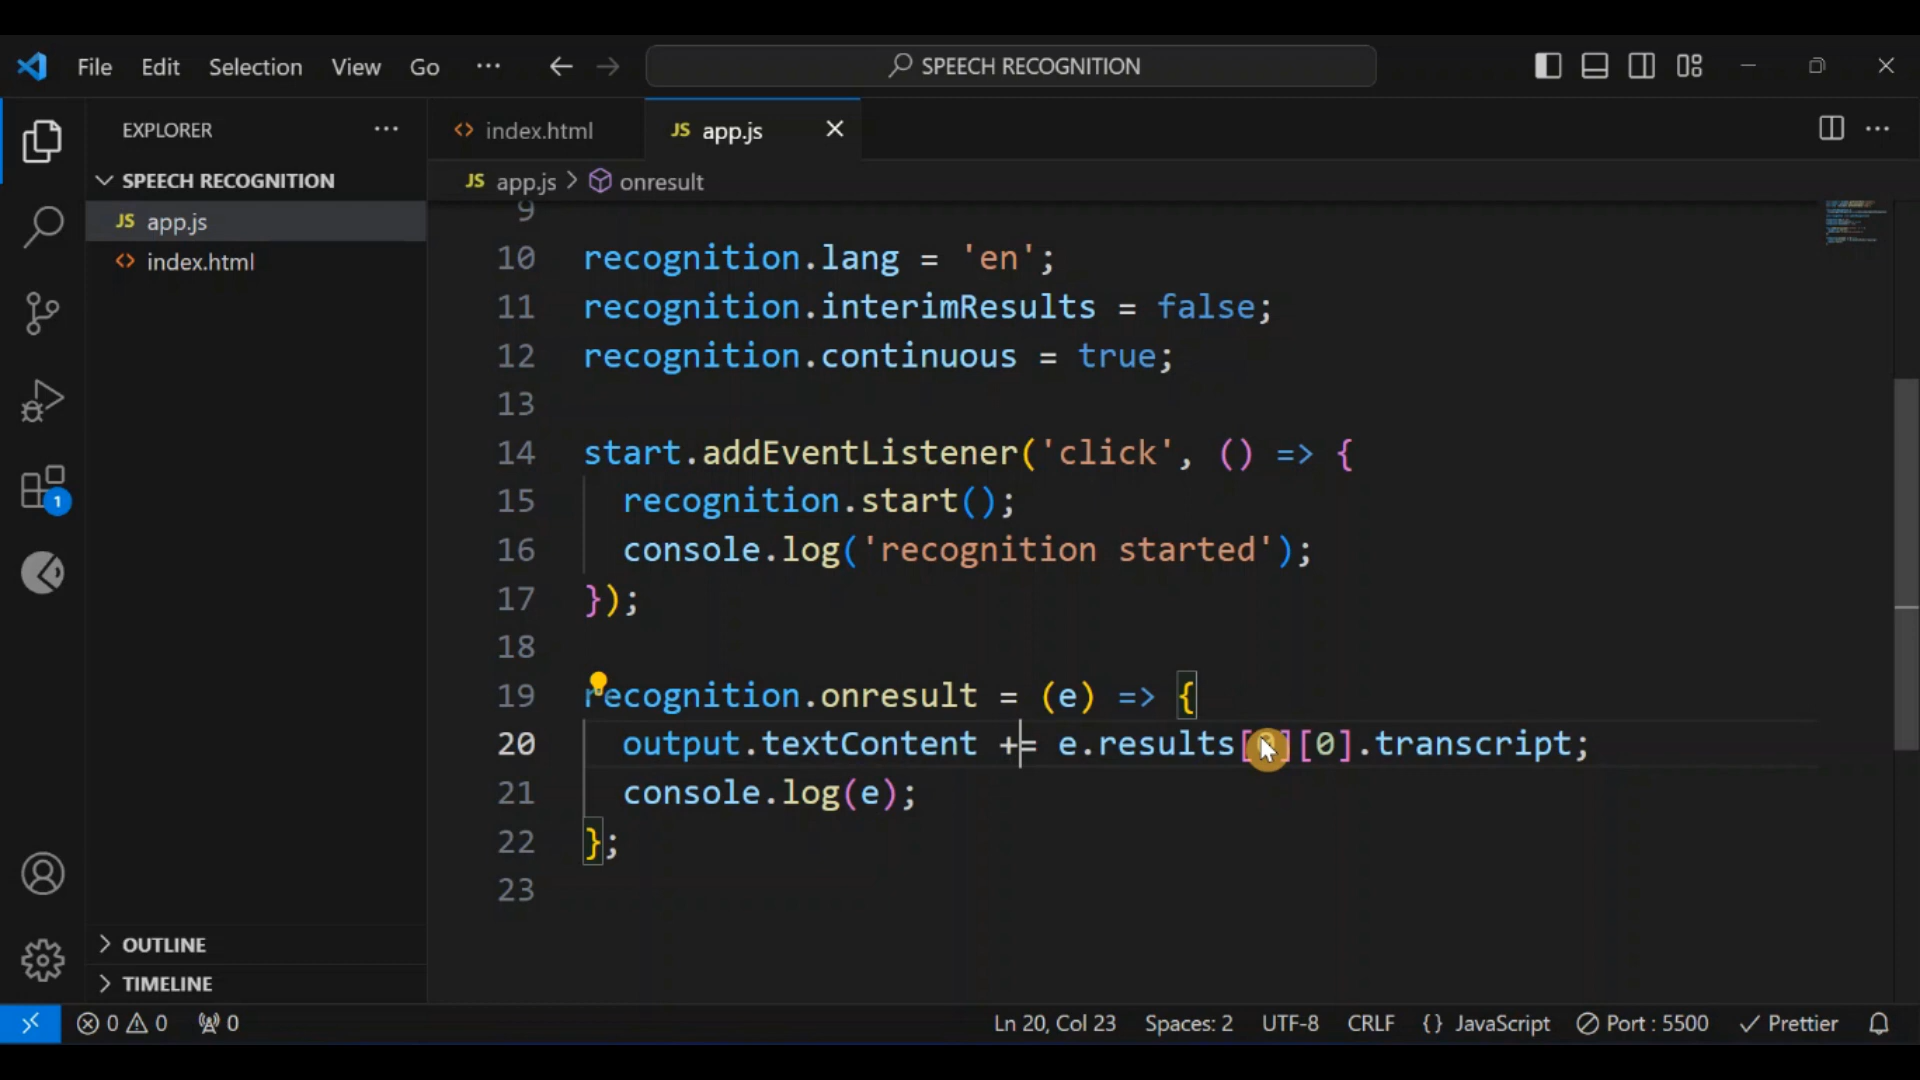 File Edit Selection View Go ··· SPEECH RECOGNITION
EXPLORER ···
SPEECH RECOGNITION
JS app.js
<> index.html
OUTLINE
TIMELINE
1
<> index.html JS app.js
JS app.js > onresult
9
10 recognition.lang = 'en';
11 recognition.interimResults = false;
12 recognition.continuous = true;
13
14 start.addEventListener('click', () => {
15 recognition.start();
16 console.log('recognition started');
17 });
18
19 recognition.onresult = (e) => {
20 output.textContent += e.results[][0].transcript;
21 console.log(e);
22 };
23
0 0 0 Ln 20, Col 23 Spaces: 2 UTF-8 CRLF {} JavaScript Port : 5500 Prettier